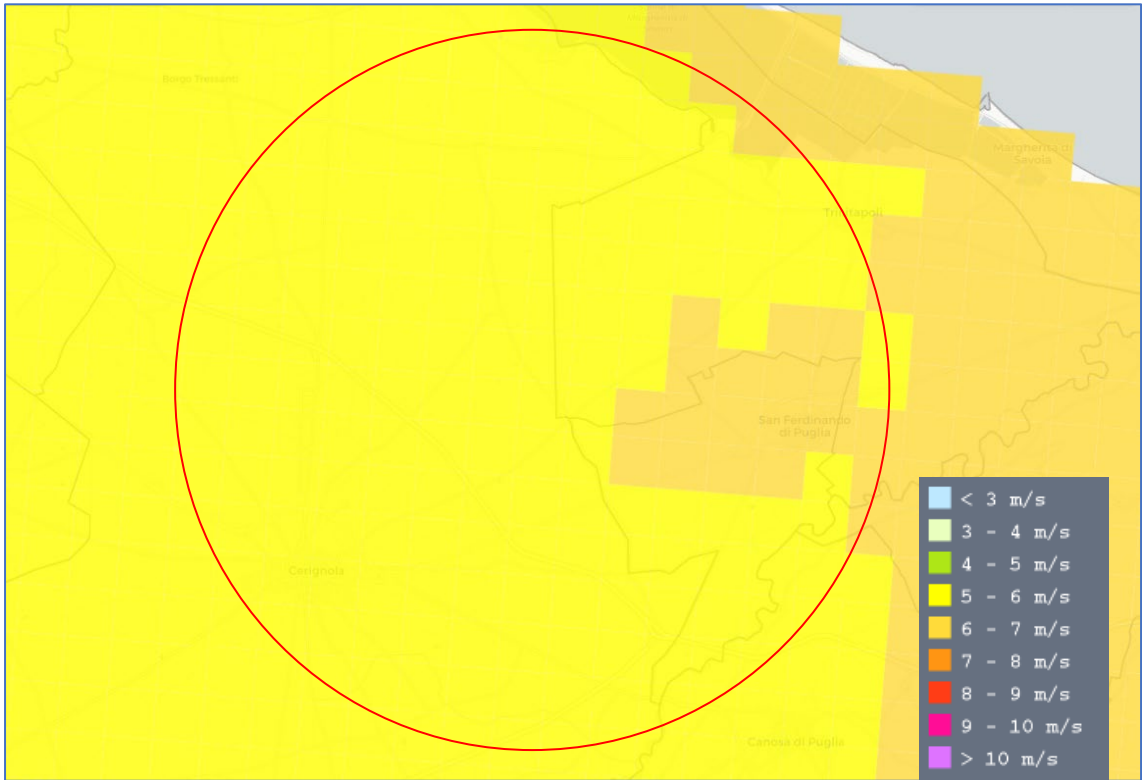 Borgo Tressanti
Margherita di
Savoia
Trinitapoli
San Ferdinando
di Puglia
Cerignola
Canosa di Puglia
< 3 m/s
3 - 4 m/s
4 - 5 m/s
5 - 6 m/s
6 - 7 m/s
7 - 8 m/s
8 - 9 m/s
9 - 10 m/s
> 10 m/s